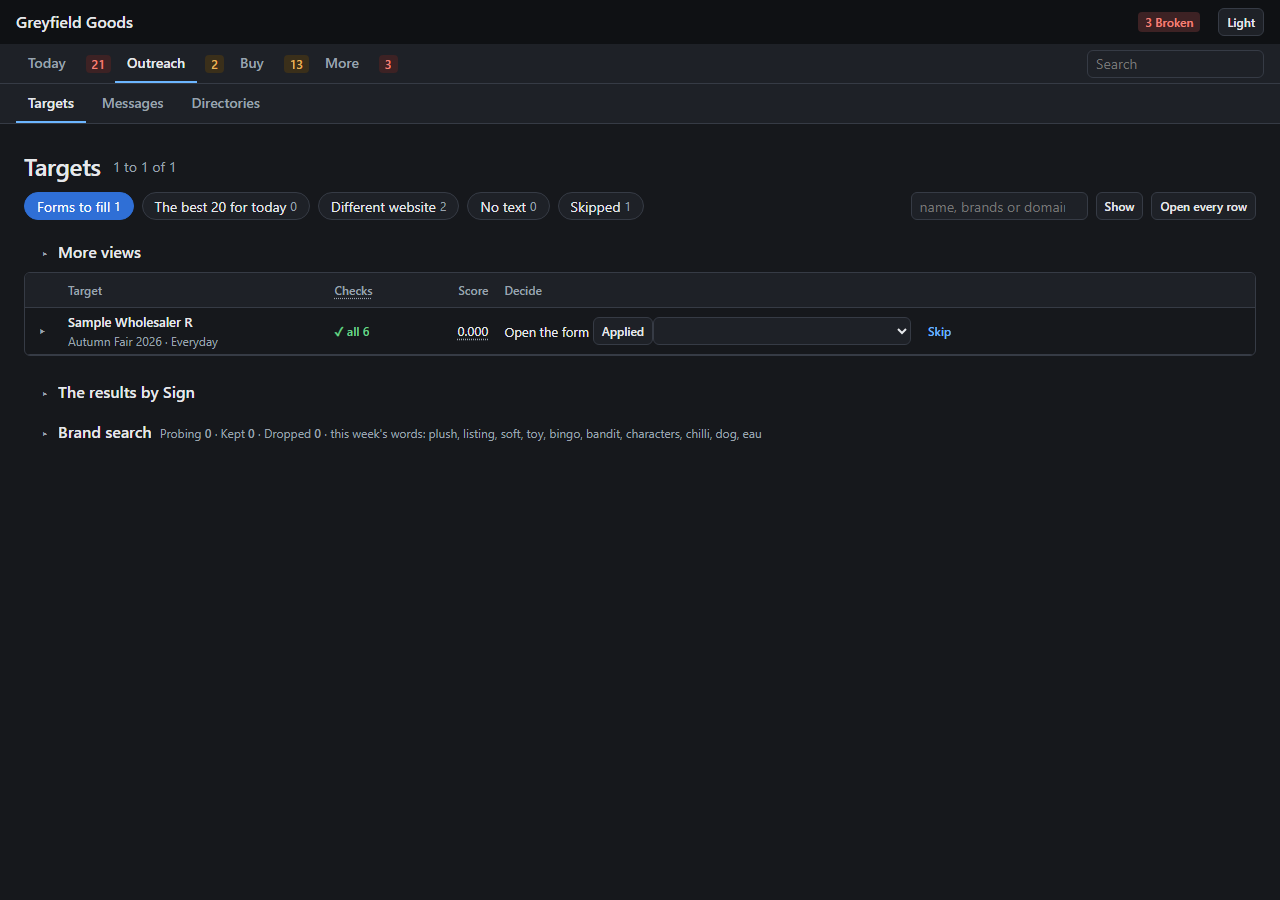 Greyfield Goods 3 Broken Light
Today 21 Outreach 2 Buy 13 More 3 Search
Targets Messages Directories
Targets 1 to 1 of 1
Forms to fill 1 The best 20 for today 0 Different website 2 No text 0 Skipped 1 name, brands or domai Show Open every row
▸ More views
Target Checks Score Decide
▸ Sample Wholesaler R ✓ all 6 0.000 Open the form Applied Skip
Autumn Fair 2026 · Everyday
▸ The results by Sign
▸ Brand search Probing 0 · Kept 0 · Dropped 0 · this week's words: plush, listing, soft, toy, bingo, bandit, characters, chilli, dog, eau